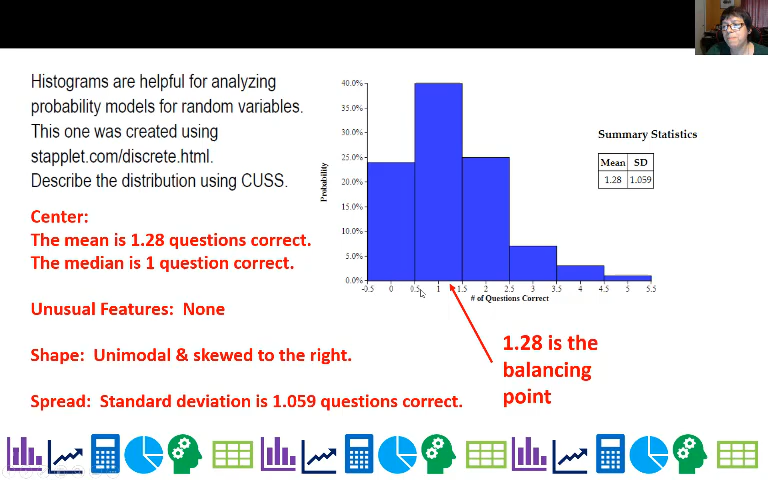 Histograms are helpful for analyzing
probability models for random variables.
This one was created using
stapplet.com/discrete.html.
Describe the distribution using CUSS.
Center:
The mean is 1.28 questions correct.
The median is 1 question correct.
Unusual Features: None
Shape: Unimodal & skewed to the right.
Spread: Standard deviation is 1.059 questions correct.
40.0%
35.0%
30.0%
25.0%
20.0%
15.0%
10.0%
5.0%
0.0%
Probability
-0.5 0 0.5 1 1.5 2 2.5 3 3.5 4 4.5 5 5.5
# of Questions Correct
Summary Statistics
Mean SD
1.28 1.059
1.28 is the
balancing
point